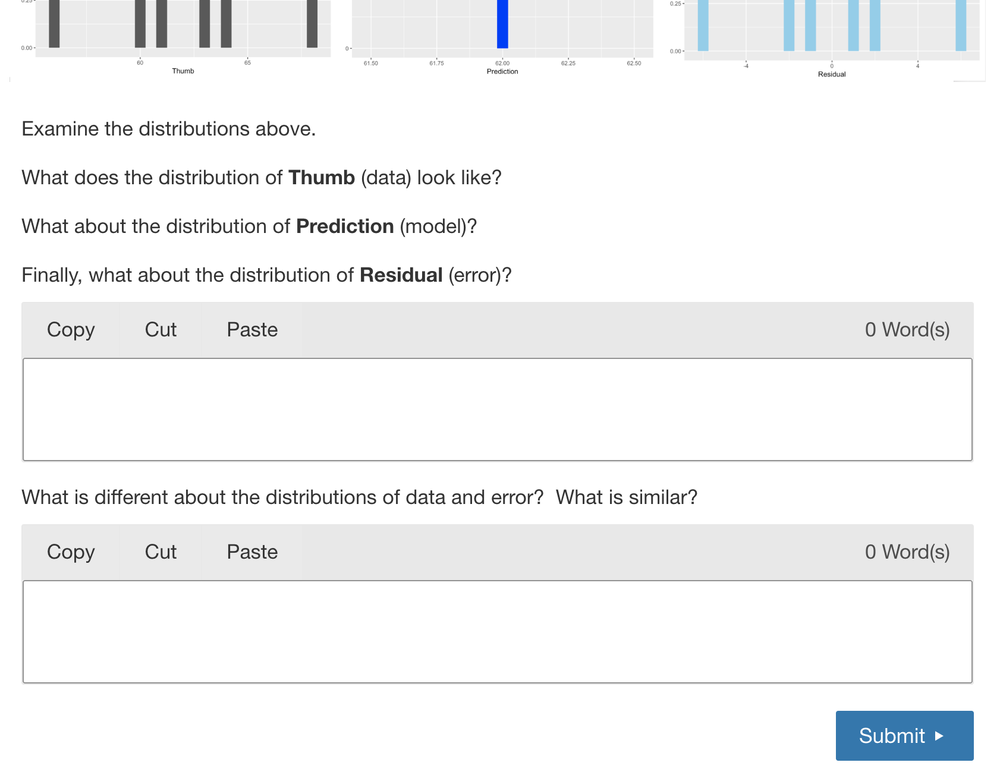 0.25
0.00
60
65
Thumb
0
61.50
61.75
62.00
62.25
62.50
Prediction
0.25
0.00
-4
0
4
Residual
Examine the distributions above.
What does the distribution of Thumb (data) look like?
What about the distribution of Prediction (model)?
Finally, what about the distribution of Residual (error)?
Copy Cut Paste 0 Word(s)
What is different about the distributions of data and error? What is similar?
Copy Cut Paste 0 Word(s)
Submit